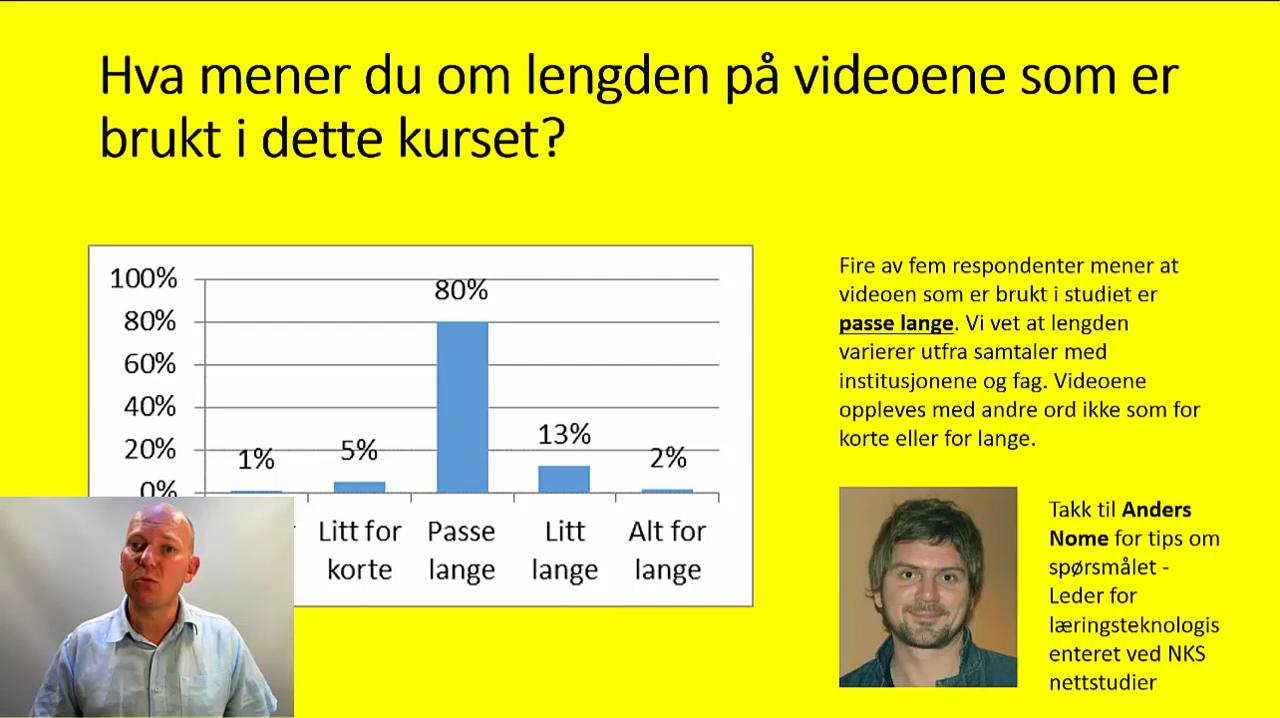 Hva mener du om lengden på videoene som er
brukt i dette kurset?
100%
80%
60%
40%
20%
0%
1%
5%
80%
13%
2%
Litt for
korte
Passe
lange
Litt
lange
Alt for
lange
Fire av fem respondenter mener at
videoen som er brukt i studiet er
passe lange. Vi vet at lengden
varierer utfra samtaler med
institusjonene og fag. Videoene
oppleves med andre ord ikke som for
korte eller for lange.
Takk til Anders
Nome for tips om
spørsmålet -
Leder for
læringsteknologis
enteret ved NKS
nettstudier